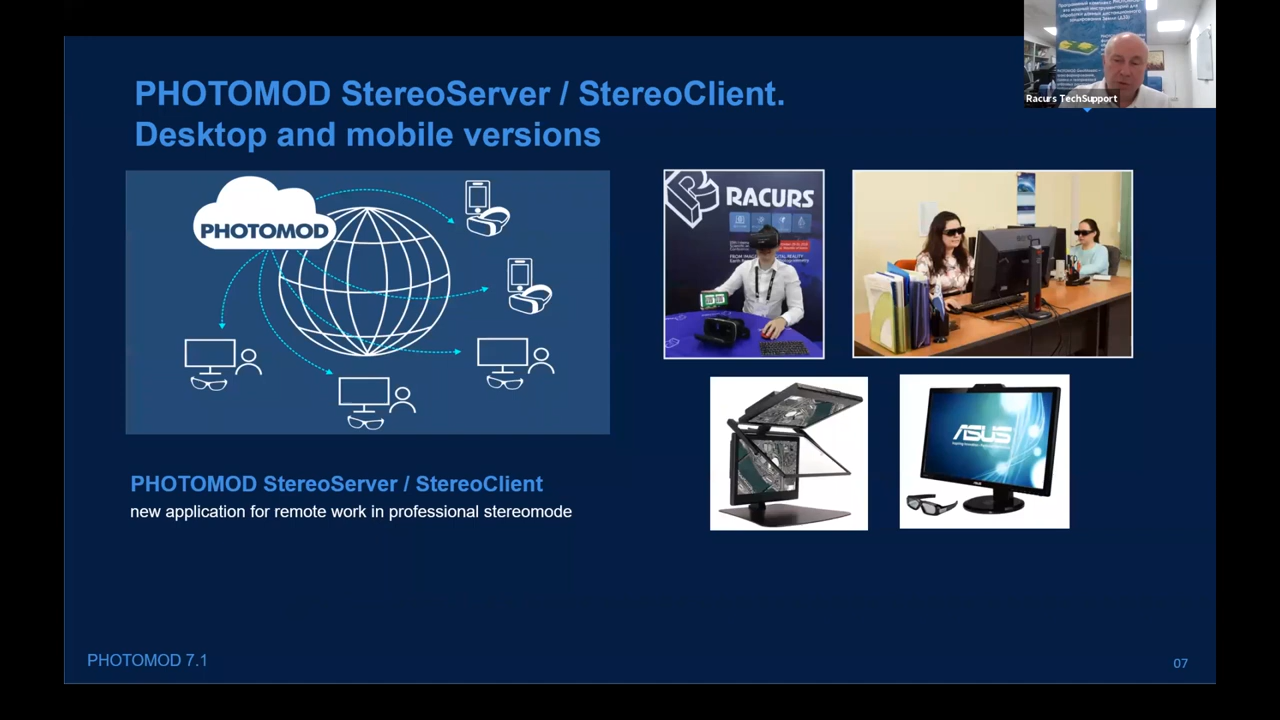 PHOTOMOD StereoServer / StereoClient.
Desktop and mobile versions
Racurs TechSupport
PHOTOMOD
RACURS
ASUS
PHOTOMOD StereoServer / StereoClient
new application for remote work in professional stereomode
PHOTOMOD 7.1
07